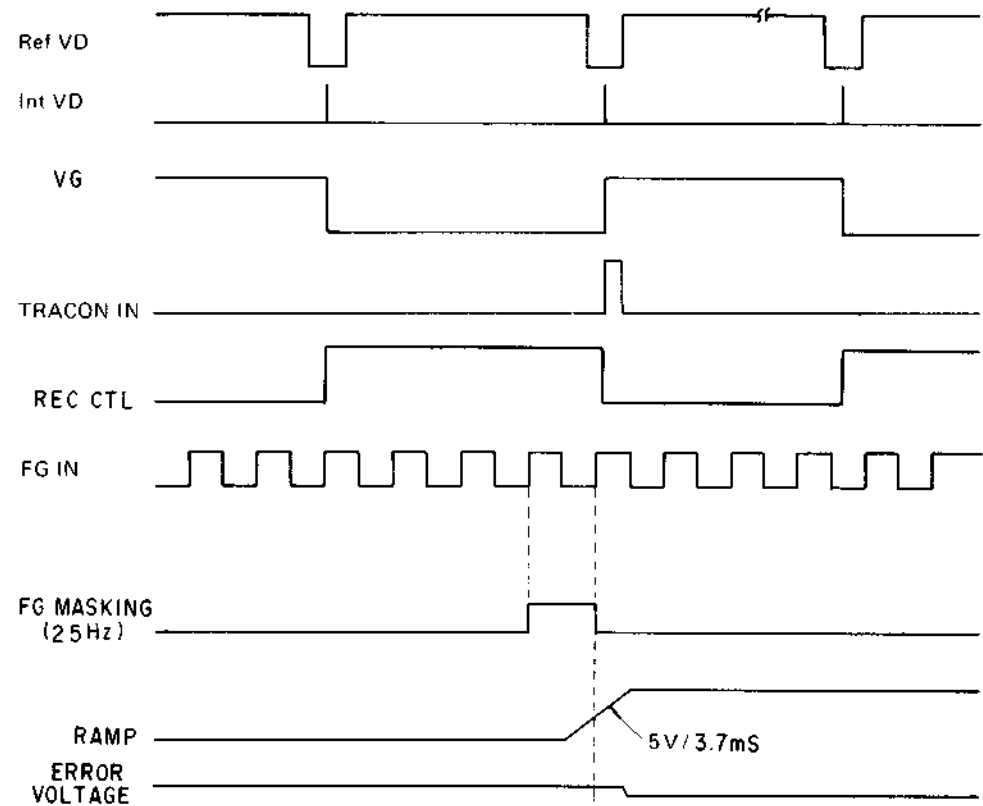 Ref VD
Int VD
VG
TRACON IN
REC CTL
FG IN
FG MASKING
(25Hz)
RAMP
5V/3.7mS
ERROR
VOLTAGE